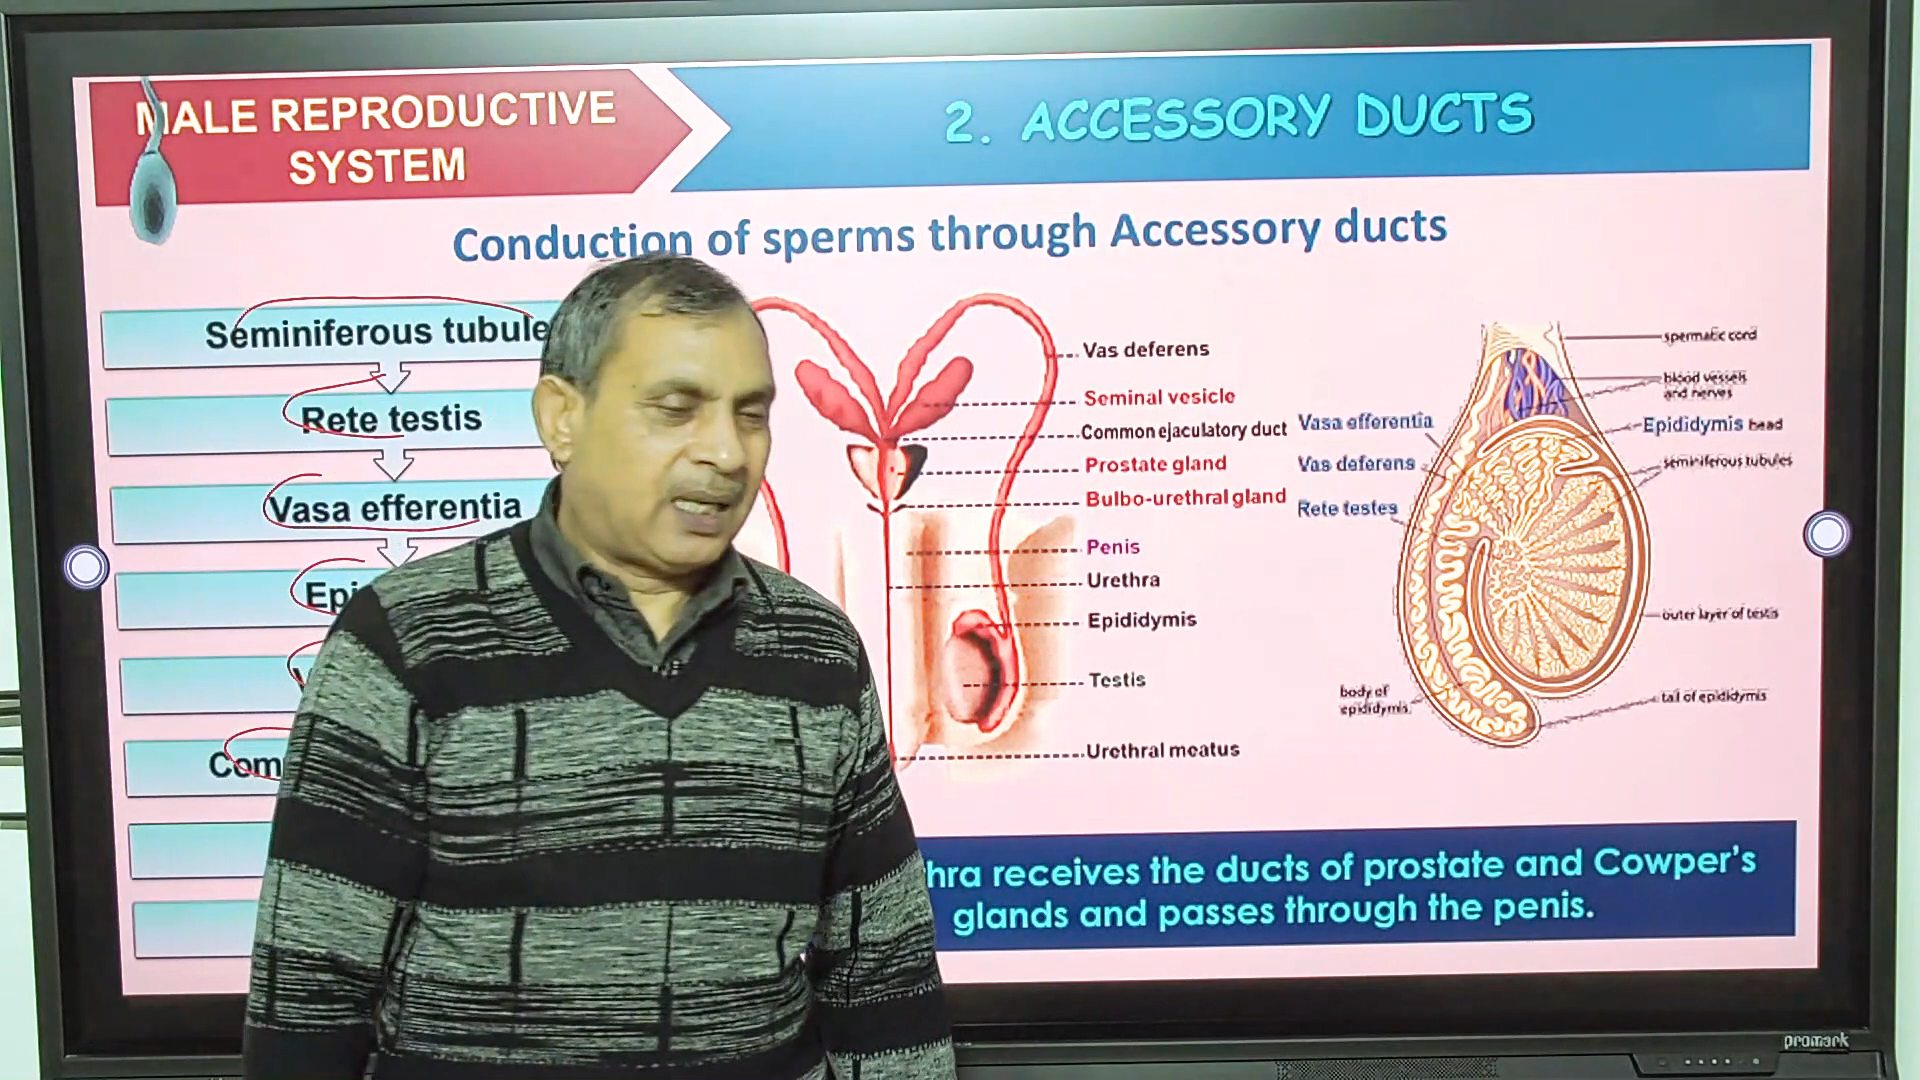 MALE REPRODUCTIVE
SYSTEM
2. ACCESSORY DUCTS
Conduction of sperms through Accessory ducts
Seminiferous tubule
Rete testis
Vasa efferentia
Epi
V
Com
Vas deferens
Seminal vesicle
Common ejaculatory duct
Prostate gland
Bulbo-urethral gland
Penis
Urethra
Epididymis
Testis
Urethral meatus
spermatic cord
blood vessels
and nerves
Vasa efferentia
Epididymis head
Vas deferens
seminiferous tubules
Rete testes
outer layer of testis
body of
epididymis
tail of epididymis
hra receives the ducts of prostate and Cowper's
glands and passes through the penis.
promark